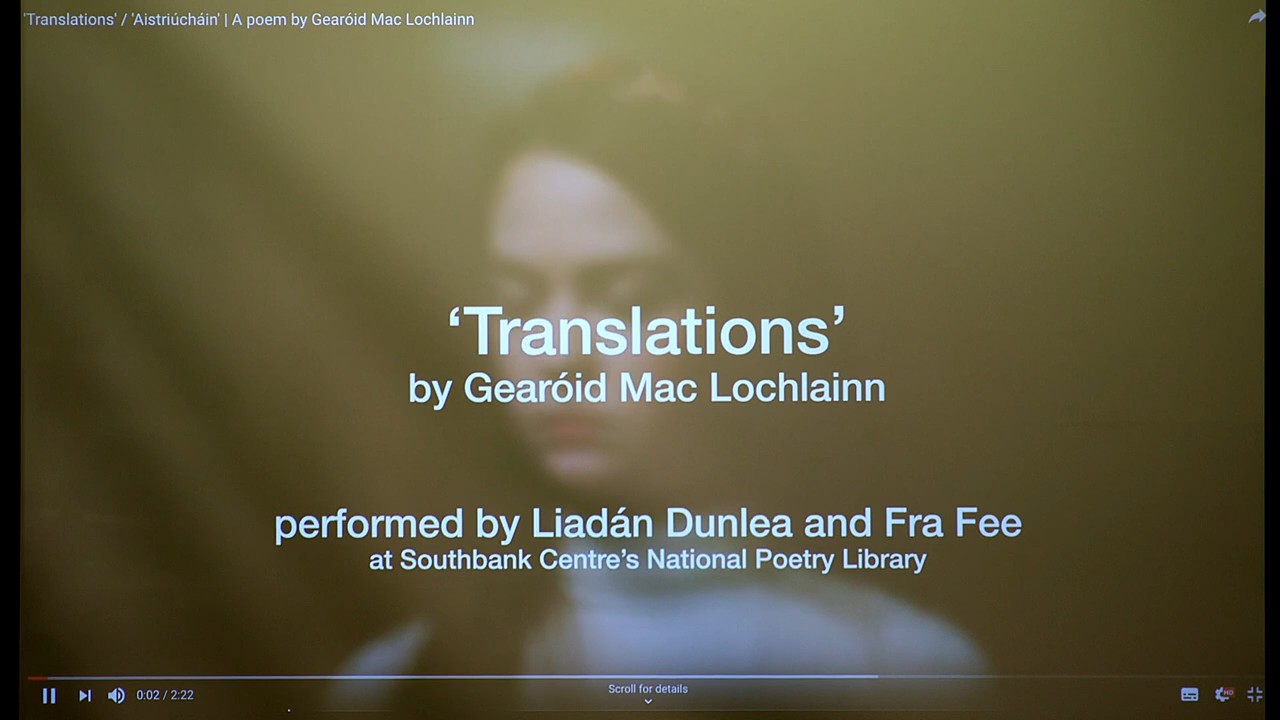 'Translations' / 'Aistriúcháin' | A poem by Gearóid Mac Lochlainn
‘Translations’
by Gearóid Mac Lochlainn
performed by Liadán Dunlea and Fra Fee
at Southbank Centre’s National Poetry Library
0:02 / 2:22
Scroll for details
HD